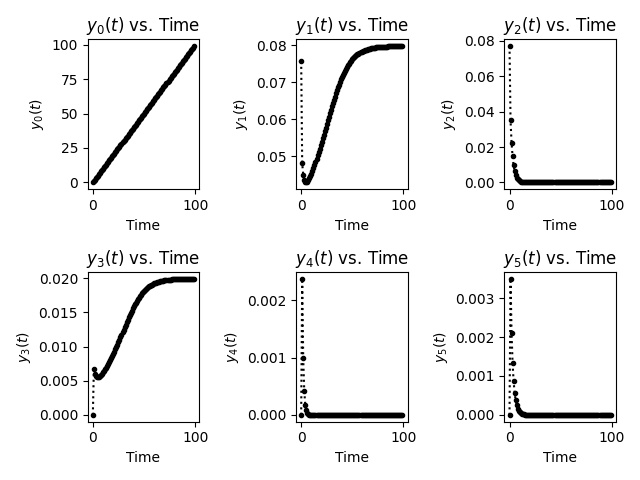 y₀(t) vs. Time
100
75
50
25
0
y₀(t)
0
100
Time
y₁(t) vs. Time
0.08
0.07
0.06
0.05
y₁(t)
0
100
Time
y₂(t) vs. Time
0.08
0.06
0.04
0.02
0.00
y₂(t)
0
100
Time
y₃(t) vs. Time
0.020
0.015
0.010
0.005
0.000
y₃(t)
0
100
Time
y₄(t) vs. Time
0.002
0.001
0.000
y₄(t)
0
100
Time
y₅(t) vs. Time
0.003
0.002
0.001
0.000
y₅(t)
0
100
Time